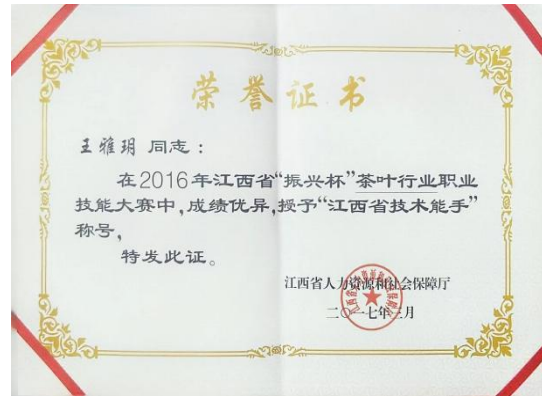 荣誉证书
王雅玥 同志：
在2016年江西省“振兴杯”茶叶行业职业
技能大赛中,成绩优异,授予“江西省技术能手”
称号,
特发此证。
江西省人力资源和社会保障厅
二〇一七年三月